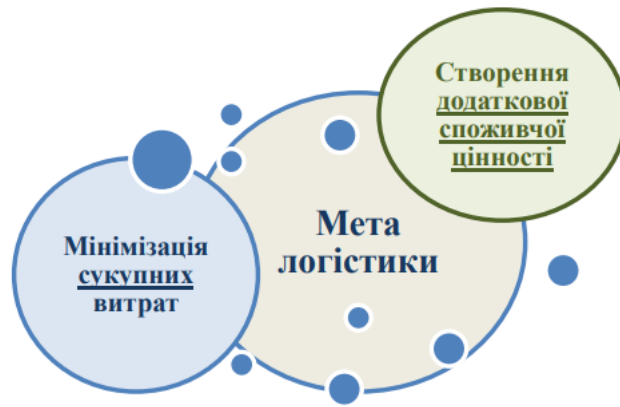 Створення
додаткової
споживчої
цінності
Мета
логістики
Мінімізація
сукупних
витрат